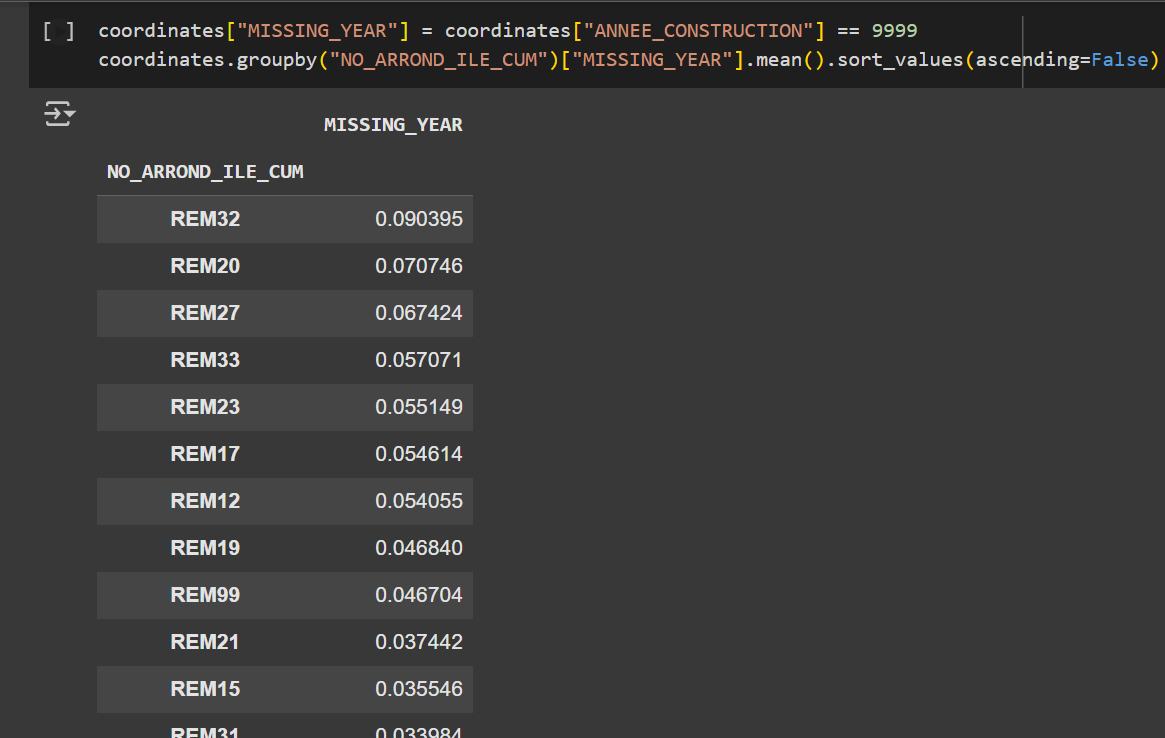 [ ] coordinates["MISSING_YEAR"] = coordinates["ANNEE_CONSTRUCTION"] == 9999
coordinates.groupby("NO_ARROND_ILE_CUM")["MISSING_YEAR"].mean().sort_values(ascending=False)
MISSING_YEAR
NO_ARROND_ILE_CUM
REM32 0.090395
REM20 0.070746
REM27 0.067424
REM33 0.057071
REM23 0.055149
REM17 0.054614
REM12 0.054055
REM19 0.046840
REM99 0.046704
REM21 0.037442
REM15 0.035546
REM31 0.033984